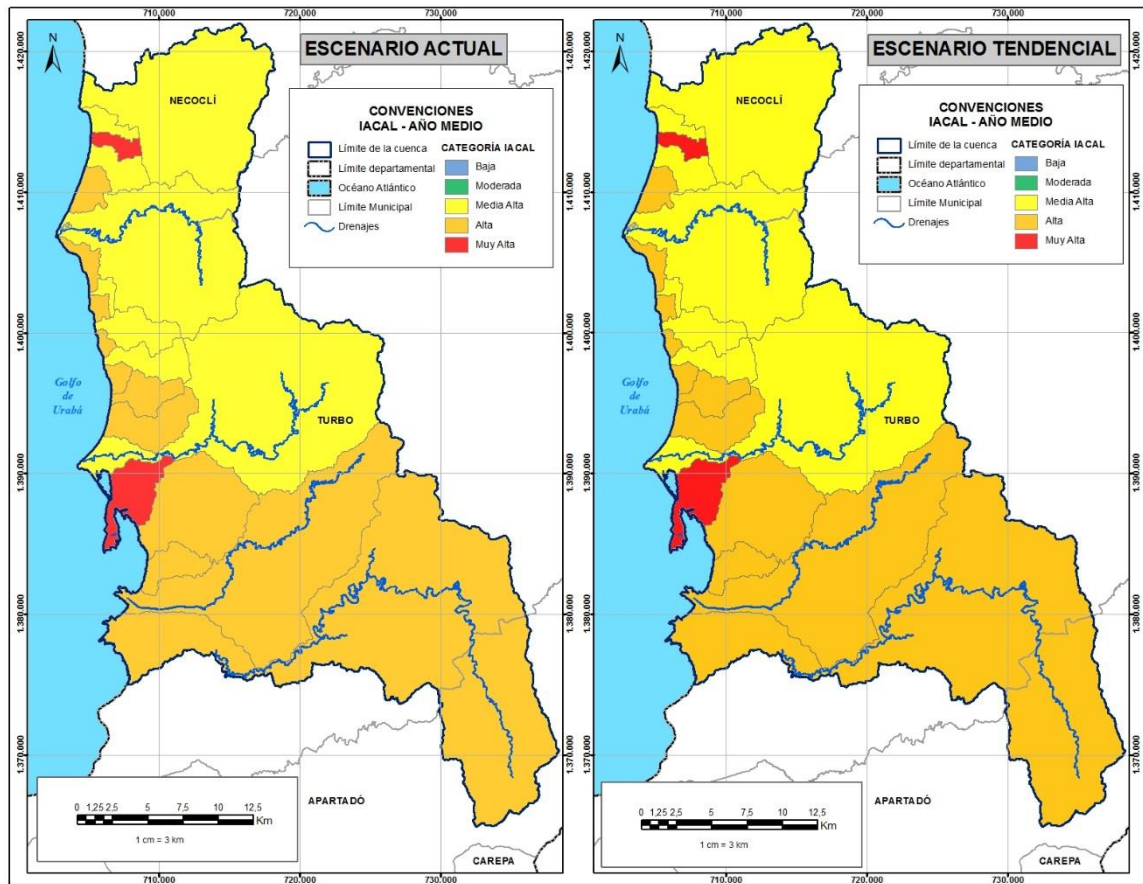 710.000
720.000
730.000
ESCENARIO ACTUAL
N
NECOCLÍ
CONVENCIONES
IACAL - AÑO MEDIO
Límite de la cuenca
Límite departamental
Océano Atlántico
Límite Municipal
Drenajes
CATEGORÍA IACAL
Baja
Moderada
Media Alta
Alta
Muy Alta
1.420.000
1.410.000
1.400.000
1.390.000
1.380.000
1.370.000
Golfo
de
Urabá
TURBO
1.420.000
1.410.000
1.400.000
1.390.000
1.380.000
1.370.000
0 1,25 2,5 5 7,5 10 12,5
Km
1 cm = 3 km
APARTADÓ
CAREPA
710.000
720.000
730.000
710.000
720.000
730.000
ESCENARIO TENDENCIAL
N
NECOCLÍ
CONVENCIONES
IACAL - AÑO MEDIO
Límite de la cuenca
Límite departamental
Océano Atlántico
Límite Municipal
Drenajes
CATEGORÍA IACAL
Baja
Moderada
Media Alta
Alta
Muy Alta
1.420.000
1.410.000
1.400.000
1.390.000
1.380.000
1.370.000
Golfo
de
Urabá
TURBO
1.420.000
1.410.000
1.400.000
1.390.000
1.380.000
1.370.000
0 1,25 2,5 5 7,5 10 12,5
Km
1 cm = 3 km
APARTADÓ
CAREPA
710.000
720.000
730.000